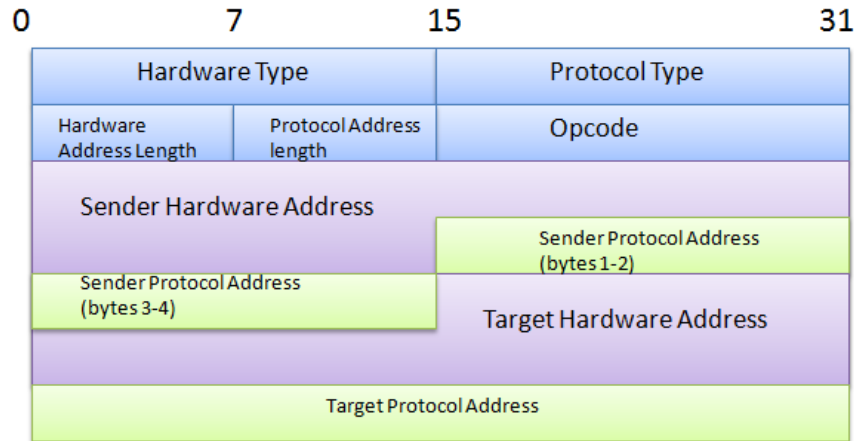 0 7 15 31
Hardware Type Protocol Type
Hardware
Address Length
Protocol Address
length
Opcode
Sender Hardware Address
Sender Protocol Address
(bytes 1-2)
Sender Protocol Address
(bytes 3-4)
Target Hardware Address
Target Protocol Address